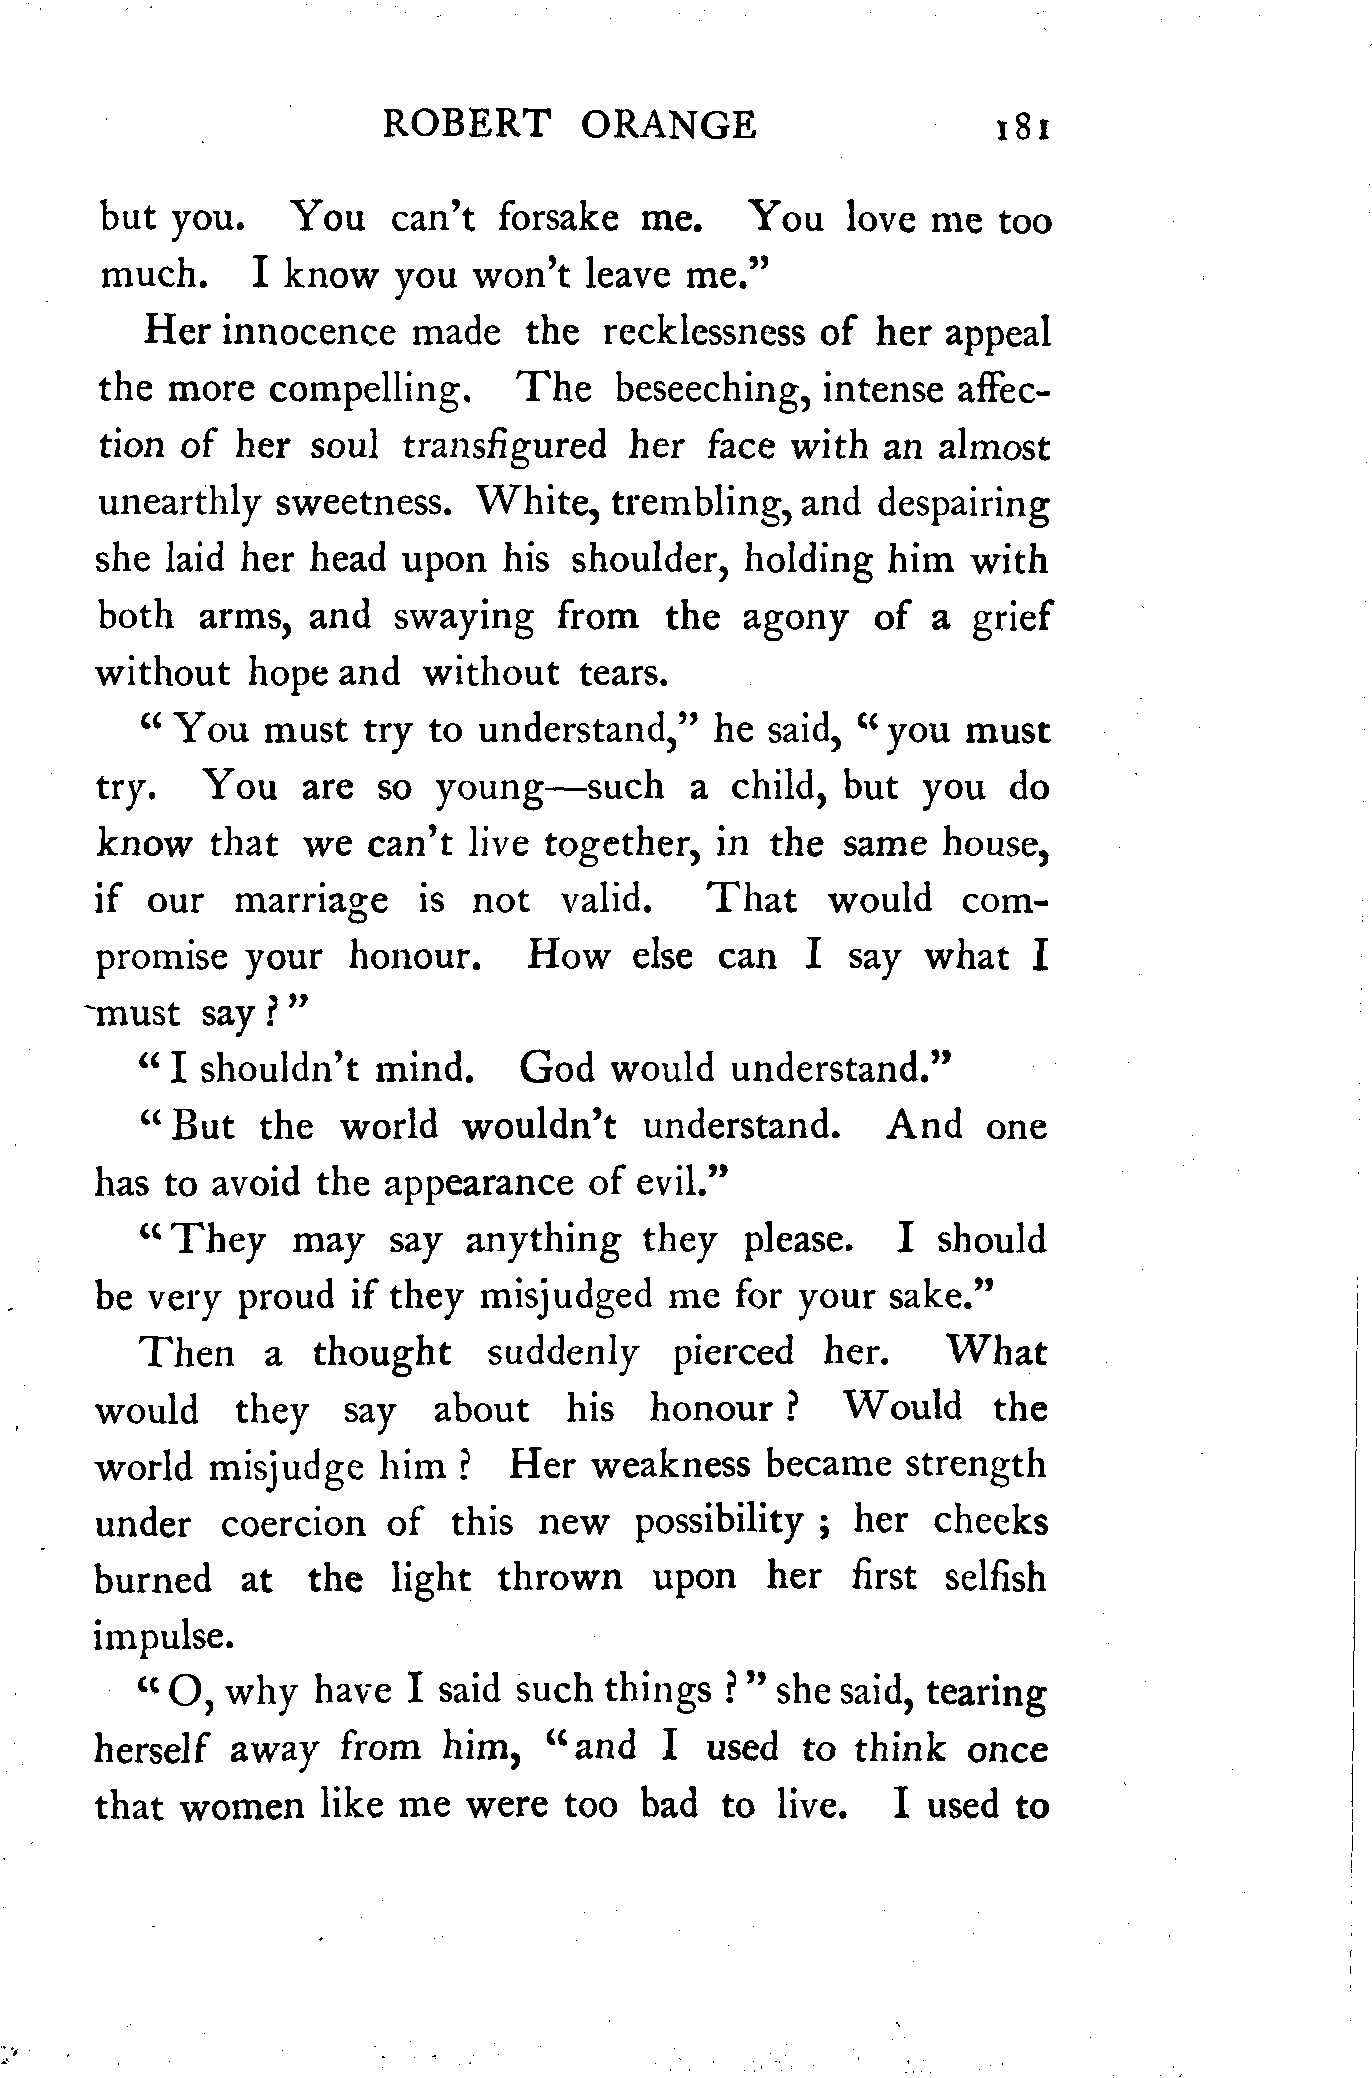 ROBERT ORANGE 181
but you. You can't forsake me. You love me too
much. I know you won't leave me."
Her innocence made the recklessness of her appeal
the more compelling. The beseeching, intense affec-
tion of her soul transfigured her face with an almost
unearthly sweetness. White, trembling, and despairing
she laid her head upon his shoulder, holding him with
both arms, and swaying from the agony of a grief
without hope and without tears.
"You must try to understand," he said, "you must
try. You are so young—such a child, but you do
know that we can't live together, in the same house,
if our marriage is not valid. That would com-
promise your honour. How else can I say what I
must say?"
"I shouldn't mind. God would understand."
"But the world wouldn't understand. And one
has to avoid the appearance of evil."
"They may say anything they please. I should
be very proud if they misjudged me for your sake."
Then a thought suddenly pierced her. What
would they say about his honour? Would the
world misjudge him? Her weakness became strength
under coercion of this new possibility; her cheeks
burned at the light thrown upon her first selfish
impulse.
"O, why have I said such things?" she said, tearing
herself away from him, "and I used to think once
that women like me were too bad to live. I used to